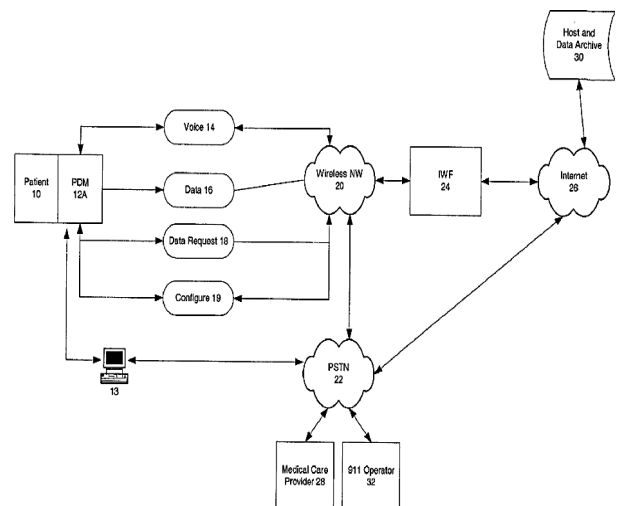 Host and
Data Archive
30
Voice 14
Patient
10
PDM
12A
Data 16
Wireless NW
20
IWF
24
Internet
26
Data Request 18
Configure 19
13
PSTN
22
Medical Care
Provider 28
911 Operator
32